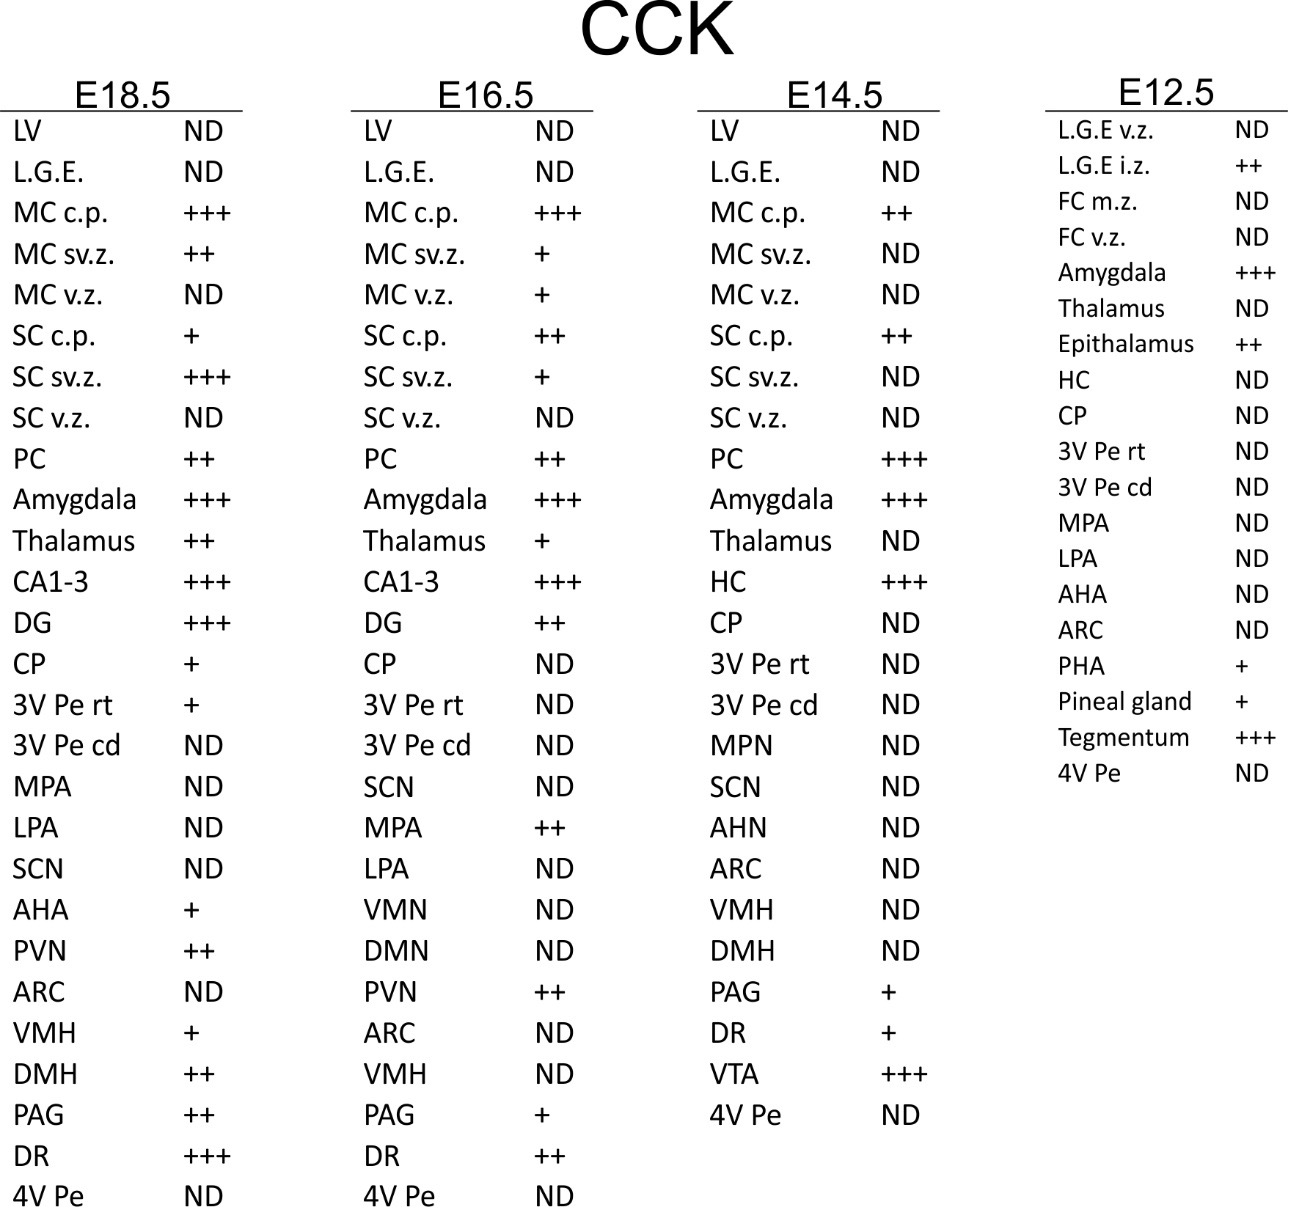 CCK
E18.5
LV ND
L.G.E. ND
MC c.p. +++
MC sv.z. ++
MC v.z. ND
SC c.p. +
SC sv.z. +++
SC v.z. ND
PC ++
Amygdala +++
Thalamus ++
CA1-3 +++
DG +++
CP +
3V Pe rt +
3V Pe cd ND
MPA ND
LPA ND
SCN ND
AHA +
PVN ++
ARC ND
VMH +
DMH ++
PAG ++
DR +++
4V Pe ND
E16.5
LV ND
L.G.E. ND
MC c.p. +++
MC sv.z. +
MC v.z. +
SC c.p. ++
SC sv.z. +
SC v.z. ND
PC ++
Amygdala +++
Thalamus +
CA1-3 +++
DG ++
CP ND
3V Pe rt ND
3V Pe cd ND
SCN ND
MPA ++
LPA ND
VMN ND
DMN ND
PVN ++
ARC ND
VMH ND
PAG +
DR ++
4V Pe ND
E14.5
LV ND
L.G.E. ND
MC c.p. ++
MC sv.z. ND
MC v.z. ND
SC c.p. ++
SC sv.z. ND
SC v.z. ND
PC +++
Amygdala +++
Thalamus ND
HC +++
CP ND
3V Pe rt ND
3V Pe cd ND
MPN ND
SCN ND
AHN ND
ARC ND
VMH ND
DMH ND
PAG +
DR +
VTA +++
4V Pe ND
E12.5
L.G.E v.z. ND
L.G.E i.z. ++
FC m.z. ND
FC v.z. ND
Amygdala +++
Thalamus ND
Epithalamus ++
HC ND
CP ND
3V Pe rt ND
3V Pe cd ND
MPA ND
LPA ND
AHA ND
ARC ND
PHA +
Pineal gland +
Tegmentum +++
4V Pe ND